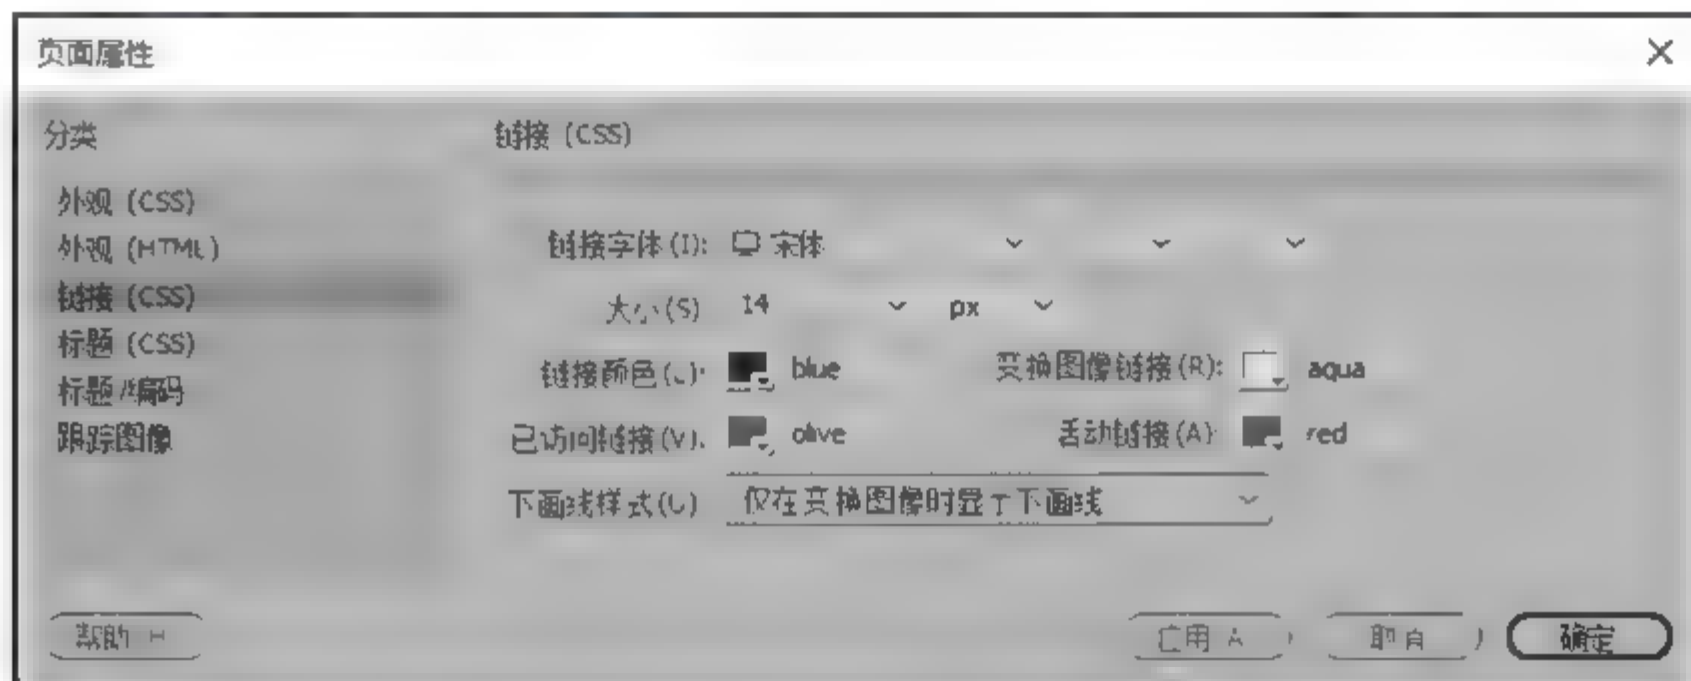 页面属性
分类
链接 (CSS)
外观 (CSS)
外观 (HTML)
链接 (CSS)
标题 (CSS)
标题/编码
跟踪图像
链接字体(I): 宋体
大小(S) 14 px
链接颜色(L): blue
变换图像链接(R): aqua
已访问链接(V): olive
活动链接(A): red
下画线样式(U) 仅在变换图像时显示下画线
帮助 H
应用 A
取消
确定